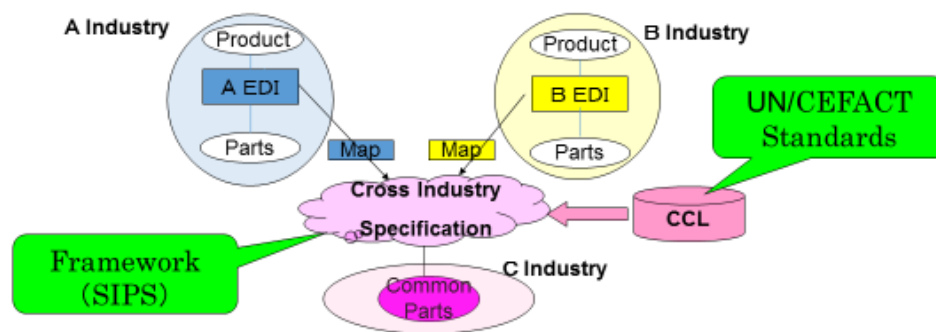 A Industry
Product
A EDI
Parts
Map
B Industry
Product
B EDI
Parts
Map
UN/CEFACT
Standards
Cross Industry
Specification
CCL
Framework
(SIPS)
C Industry
Common
Parts